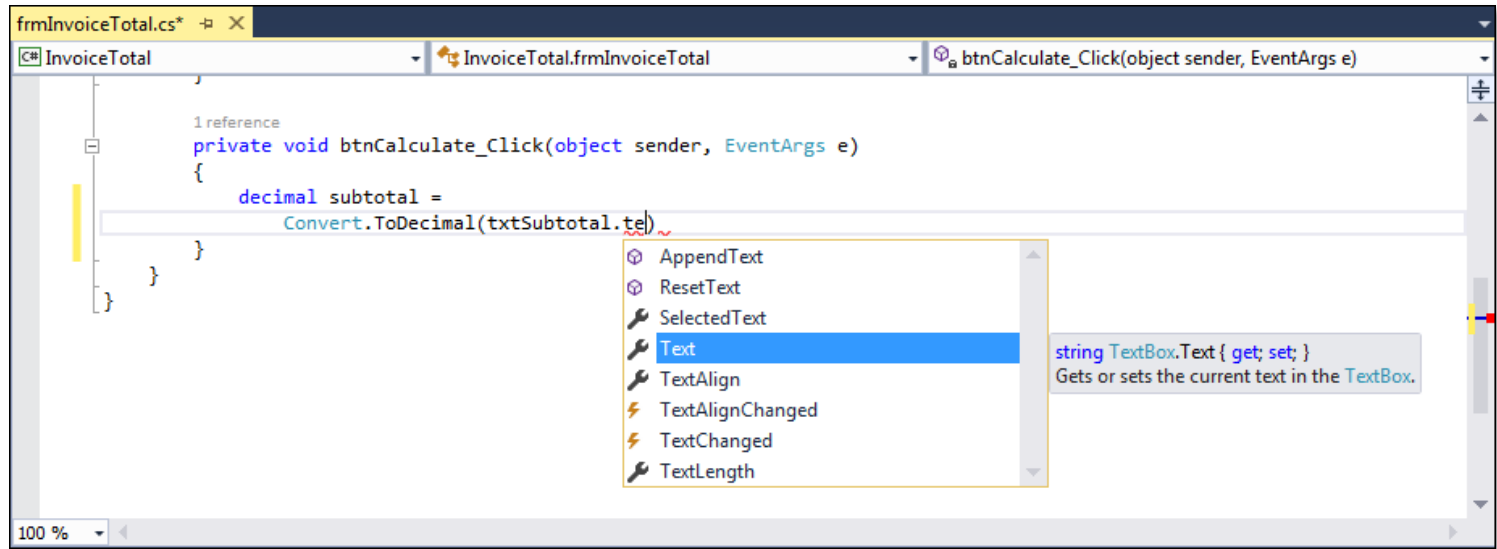 frmInvoiceTotal.cs*
C# InvoiceTotal InvoiceTotal.frmInvoiceTotal btnCalculate_Click(object sender, EventArgs e)
}
1 reference
private void btnCalculate_Click(object sender, EventArgs e)
{
decimal subtotal =
Convert.ToDecimal(txtSubtotal.te)
}
}
}
AppendText
ResetText
SelectedText
Text
TextAlign
TextAlignChanged
TextChanged
TextLength
string TextBox.Text { get; set; }
Gets or sets the current text in the TextBox.
100 %